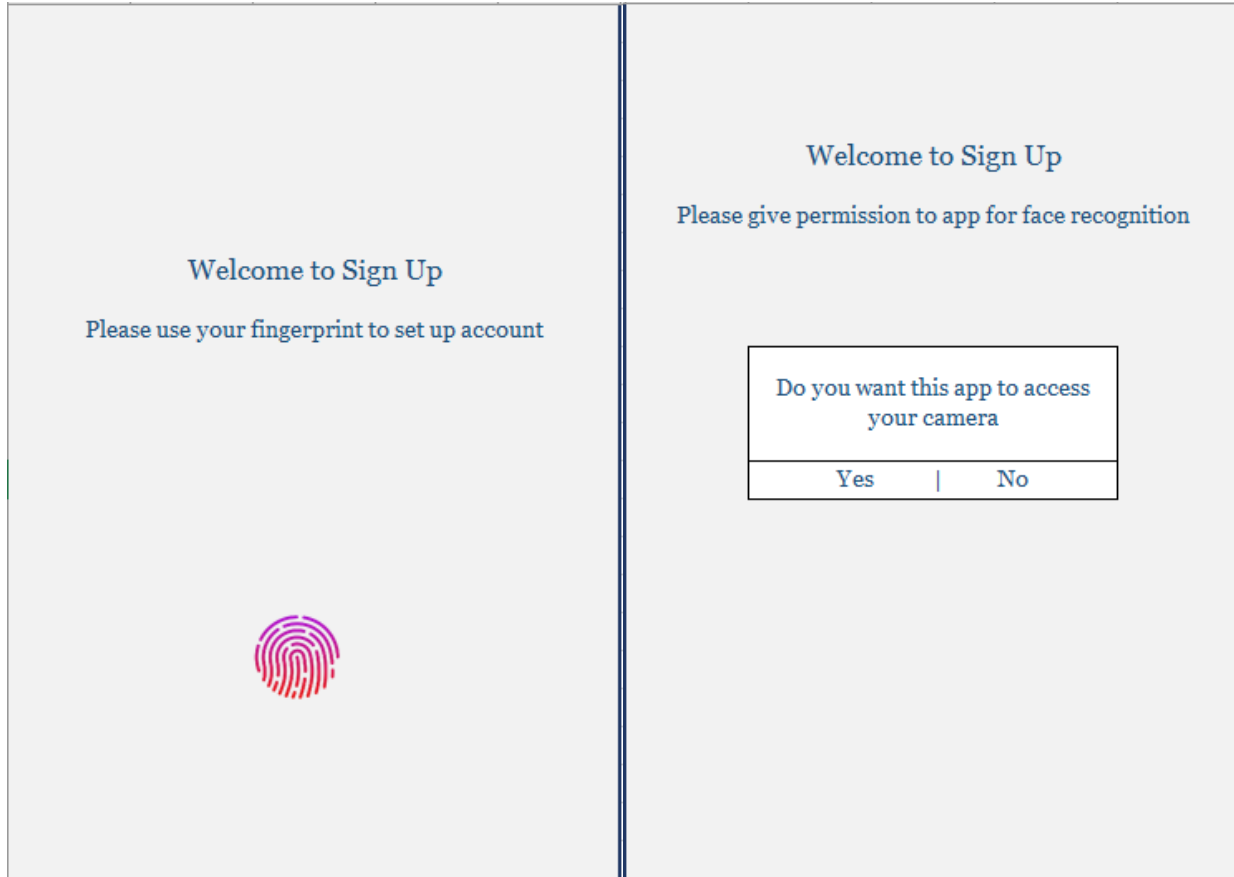 Welcome to Sign Up
Please use your fingerprint to set up account
Welcome to Sign Up
Please give permission to app for face recognition
Do you want this app to access
your camera
Yes | No